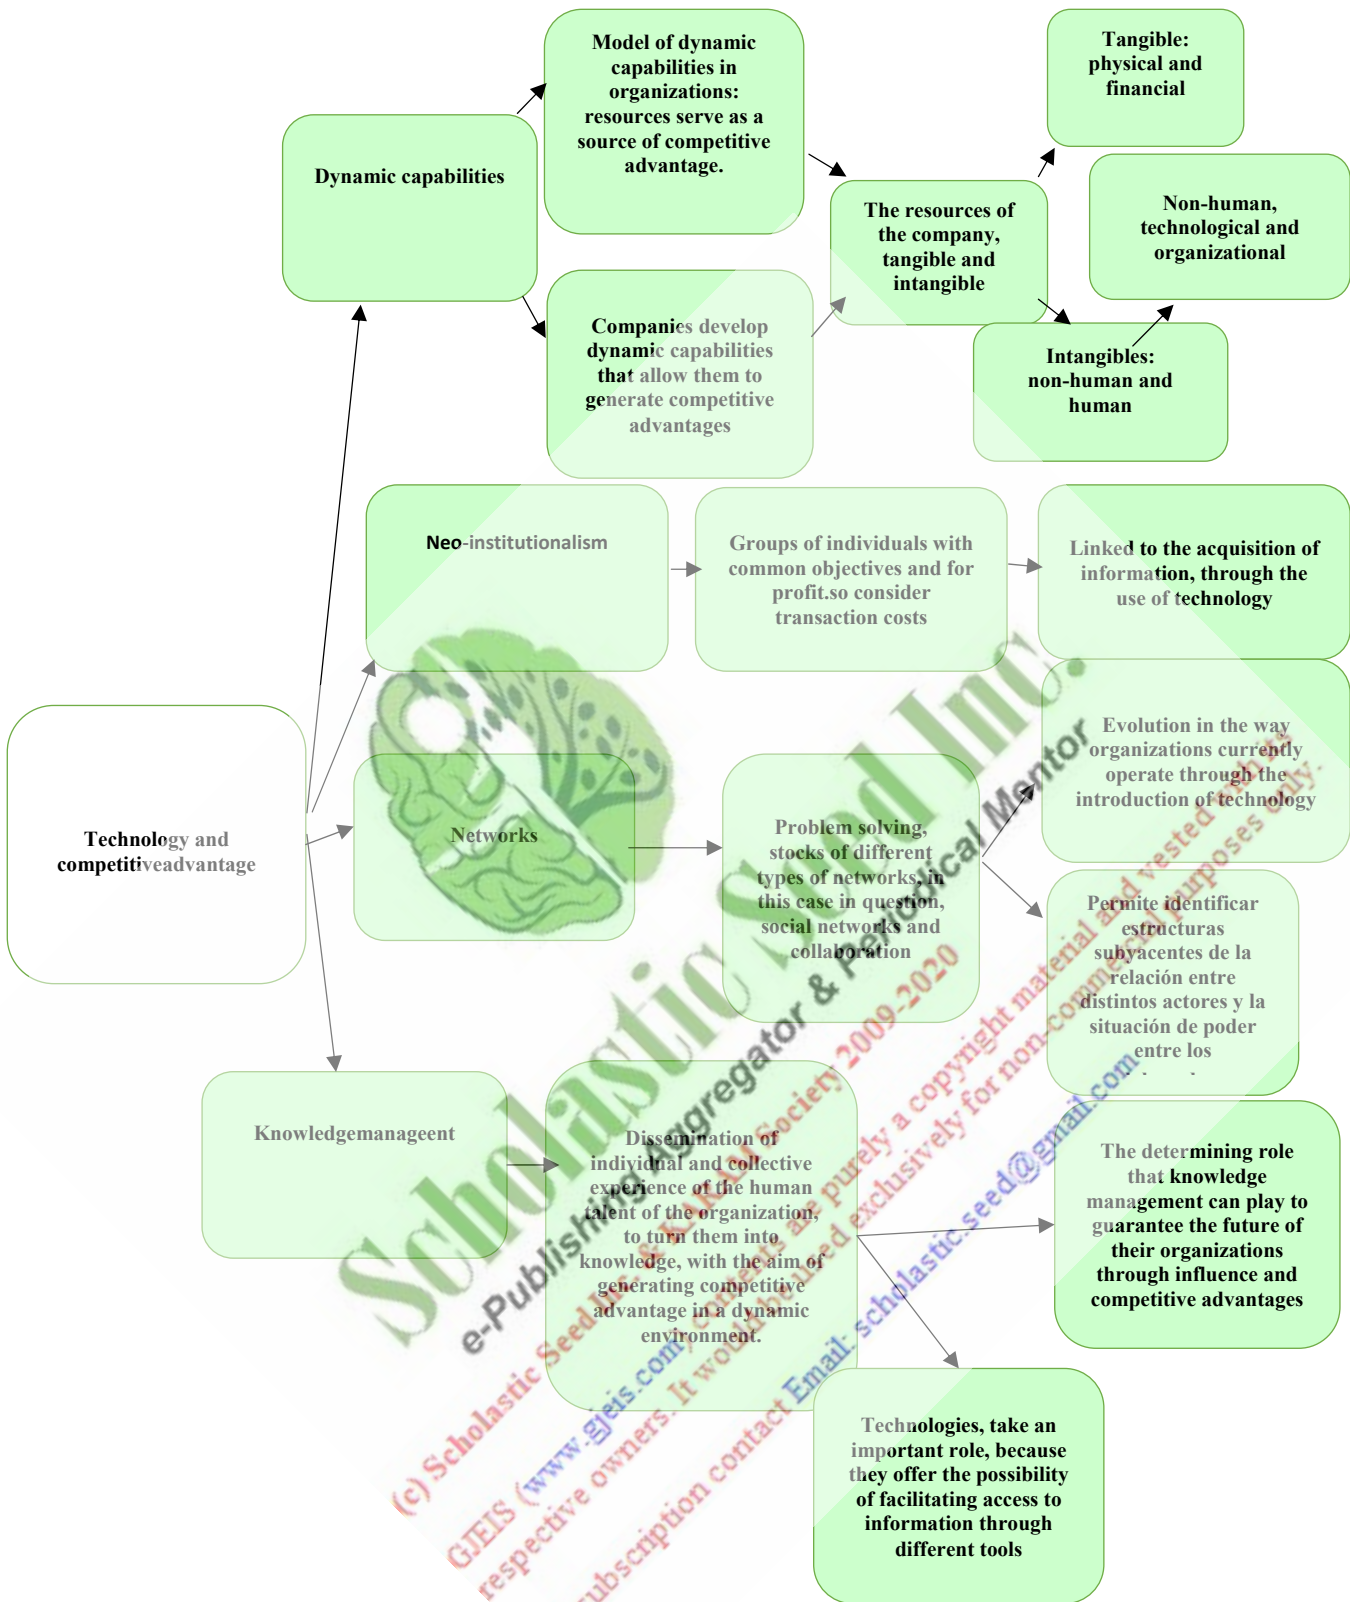 Model of dynamic
capabilities in
organizations:
resources serve as a
source of competitive
advantage.
Tangible:
physical and
financial
Dynamic capabilities
The resources of
the company,
tangible and
intangible
Non-human,
technological and
organizational
Companies develop
dynamic capabilities
that allow them to
generate competitive
advantages
Intangibles:
non-human and
human
Neo-institutionalism
Groups of individuals with
common objectives and for
profit.so consider
transaction costs
Linked to the acquisition of
information, through the
use of technology
Technology and
competitiveadvantage
Networks
Problem solving,
stocks of different
types of networks, in
this case in question,
social networks and
collaboration
Evolution in the way
organizations currently
operate through the
introduction of technology
Permite identificar
estructuras
subyacentes de la
relación entre
distintos actores y la
situación de poder
entre los
Knowledgemanageent
Dissemination of
individual and collective
experience of the human
talent of the organization,
to turn them into
knowledge, with the aim of
generating competitive
advantage in a dynamic
environment.
The determining role
that knowledge
management can play to
guarantee the future of
their organizations
through influence and
competitive advantages
Technologies, take an
important role, because
they offer the possibility
of facilitating access to
information through
different tools
Scholastic Seed Inc.
e-Publishing Aggregator & Periodical Mentor
(c) Scholastic Seed Inc. & KARAM Society 2009-2020
GJEIS (www.gjeis.com) contents are purely a copyright material and vested with its
respective owners. It would be used exclusively for non-commercial purposes only.
subscription contact Email: scholastic.seed@gmail.com